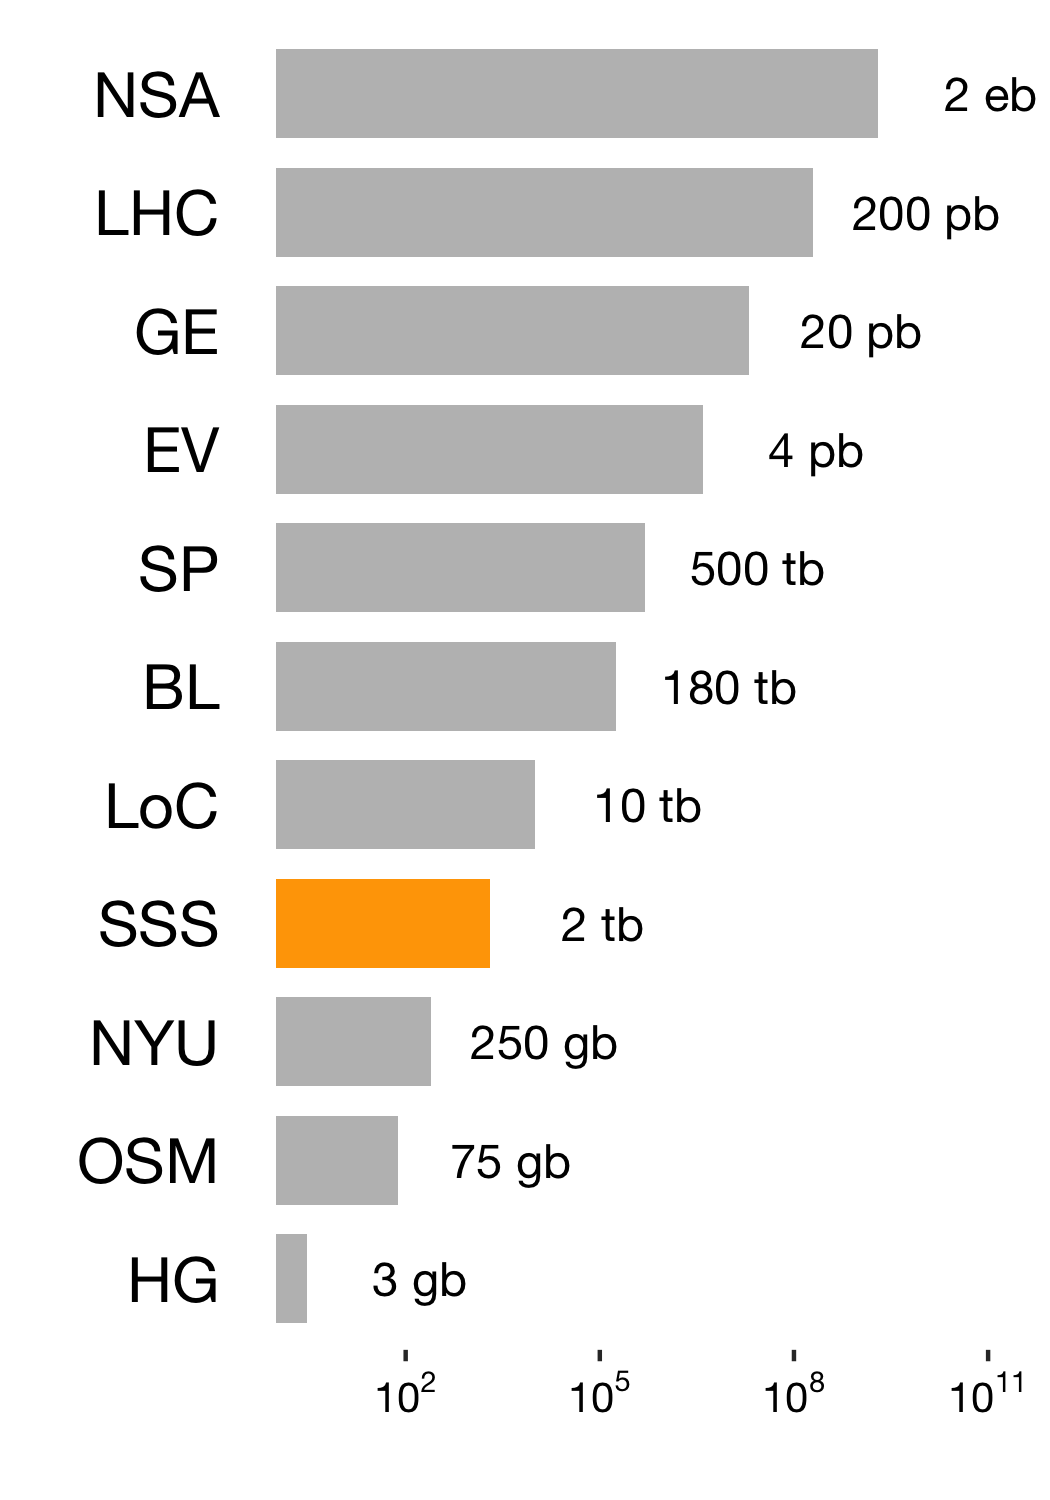 NSA 2 eb
LHC 200 pb
GE 20 pb
EV 4 pb
SP 500 tb
BL 180 tb
LoC 10 tb
SSS 2 tb
NYU 250 gb
OSM 75 gb
HG 3 gb
10² 10⁵ 10⁸ 10¹¹